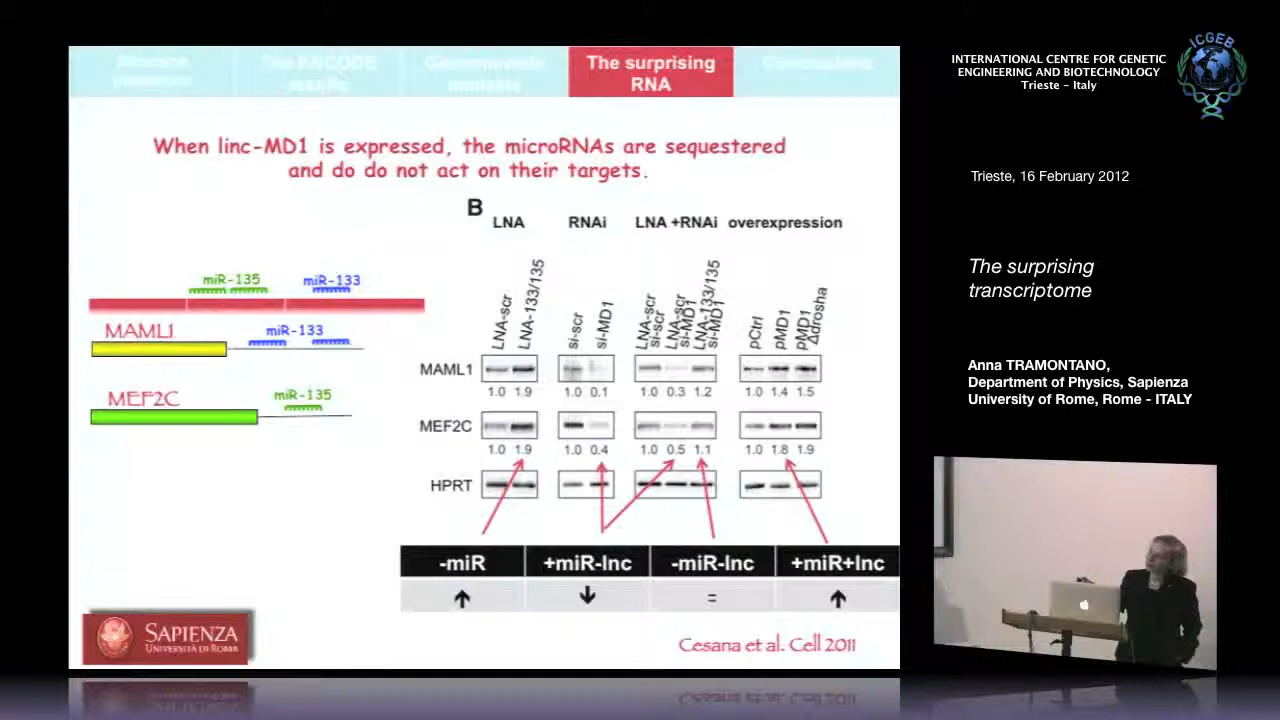 The ENCODE
results
The surprising
RNA
Conclusions
When linc-MD1 is expressed, the microRNAs are sequestered
and do do not act on their targets.
miR-135
miR-133
MAML1
miR-133
MEF2C
miR-135
B
LNA
RNAi
LNA +RNAi
overexpression
LNA-scr
LNA-133/135
si-scr
si-MD1
LNA-scr
si-scr
LNA-scr
si-MD1
LNA-133/135
si-MD1
pCtrl
pMD1
pMD1
Δdrosha
MAML1
1.0 1.9 1.0 0.1 1.0 0.3 1.2 1.0 1.4 1.5
MEF2C
1.0 1.9 1.0 0.4 1.0 0.5 1.1 1.0 1.8 1.9
HPRT
-miR +miR-lnc -miR-lnc +miR+lnc
=
SAPIENZA
UNIVERSITÀ DI ROMA
Cesana et al. Cell 2011
INTERNATIONAL CENTRE FOR GENETIC
ENGINEERING AND BIOTECHNOLOGY
Trieste - Italy
ICGEB
Trieste, 16 February 2012
The surprising
transcriptome
Anna TRAMONTANO,
Department of Physics, Sapienza
University of Rome, Rome - ITALY